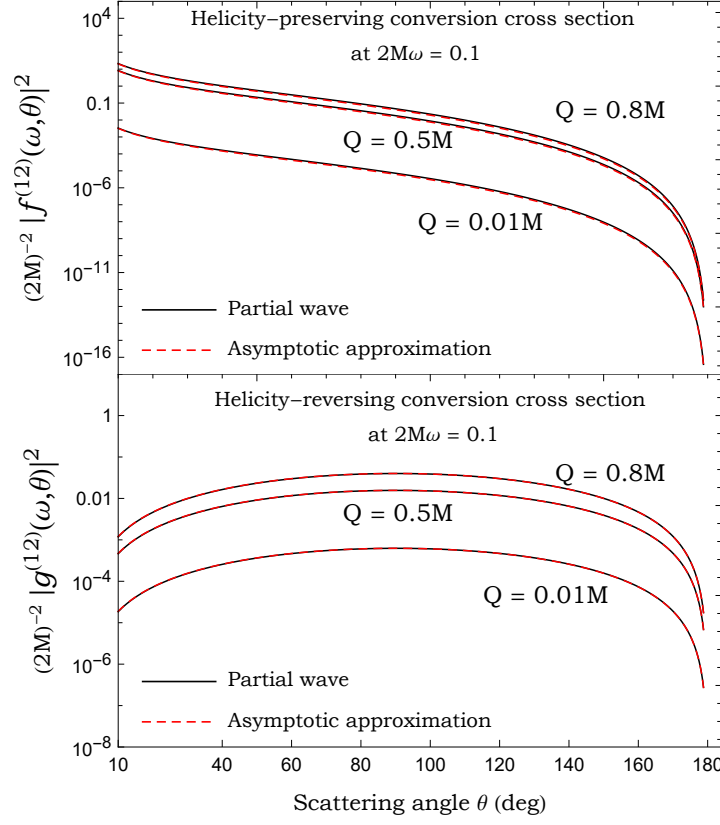 Helicity−preserving conversion cross section
at 2Mω = 0.1
10⁴
0.1
10⁻⁶
10⁻¹¹
10⁻¹⁶
(2M)⁻² |f⁽¹²⁾(ω,θ)|²
Q = 0.8M
Q = 0.5M
Q = 0.01M
Partial wave
Asymptotic approximation
Helicity−reversing conversion cross section
at 2Mω = 0.1
1
0.01
10⁻⁴
10⁻⁶
10⁻⁸
(2M)⁻² |g⁽¹²⁾(ω,θ)|²
Q = 0.8M
Q = 0.5M
Q = 0.01M
Partial wave
Asymptotic approximation
10 40 60 80 100 120 140 160 180
Scattering angle θ (deg)